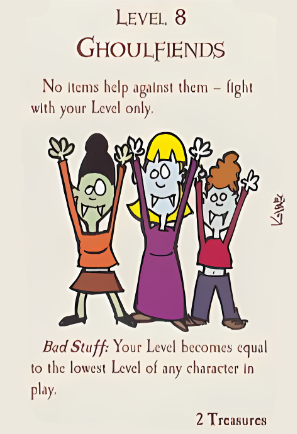 Level 8
Ghoulfiends
No items help against them – fight
with your Level only.
Bad Stuff: Your Level becomes equal
to the lowest Level of any character in
play.
2 Treasures